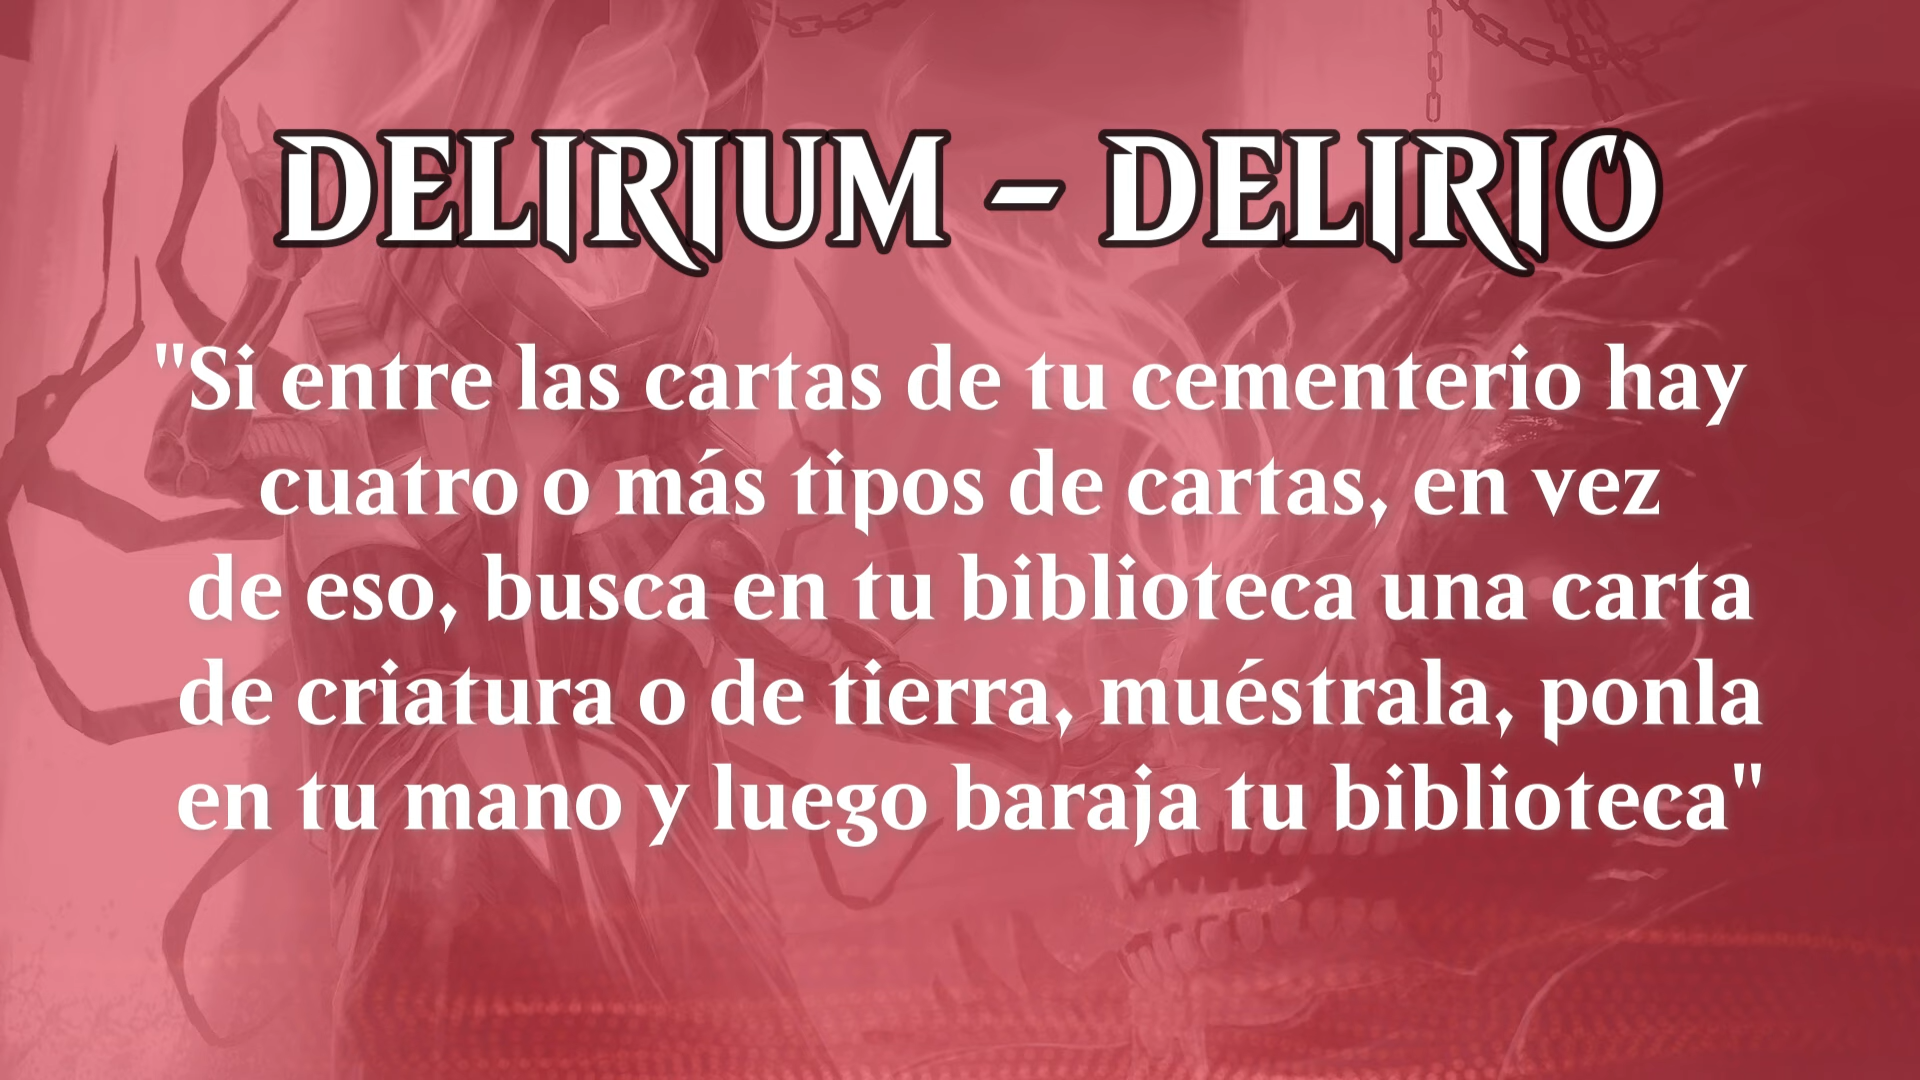 DELIRIUM - DELIRIO
"Si entre las cartas de tu cementerio hay
cuatro o más tipos de cartas, en vez
de eso, busca en tu biblioteca una carta
de criatura o de tierra, muéstrala, ponla
en tu mano y luego baraja tu biblioteca"